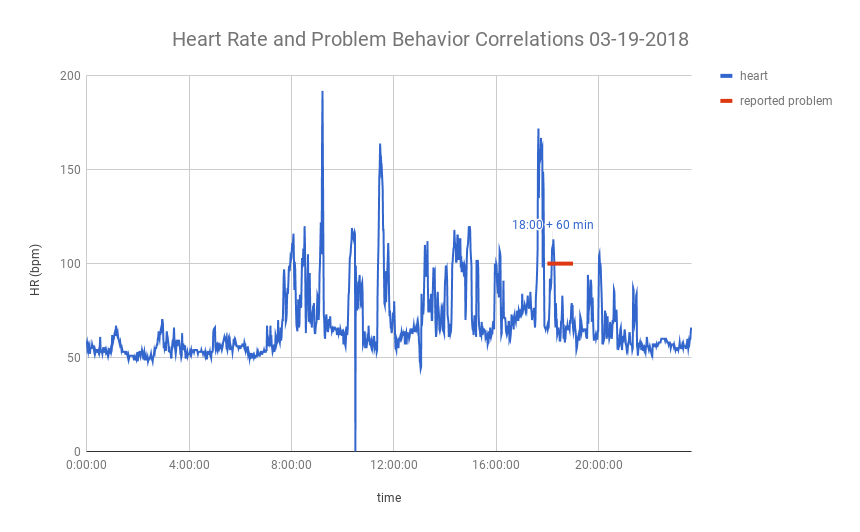 Heart Rate and Problem Behavior Correlations 03-19-2018
heart
reported problem
200
150
100
50
0
HR (bpm)
18:00 + 60 min
0:00:00 4:00:00 8:00:00 12:00:00 16:00:00 20:00:00
time